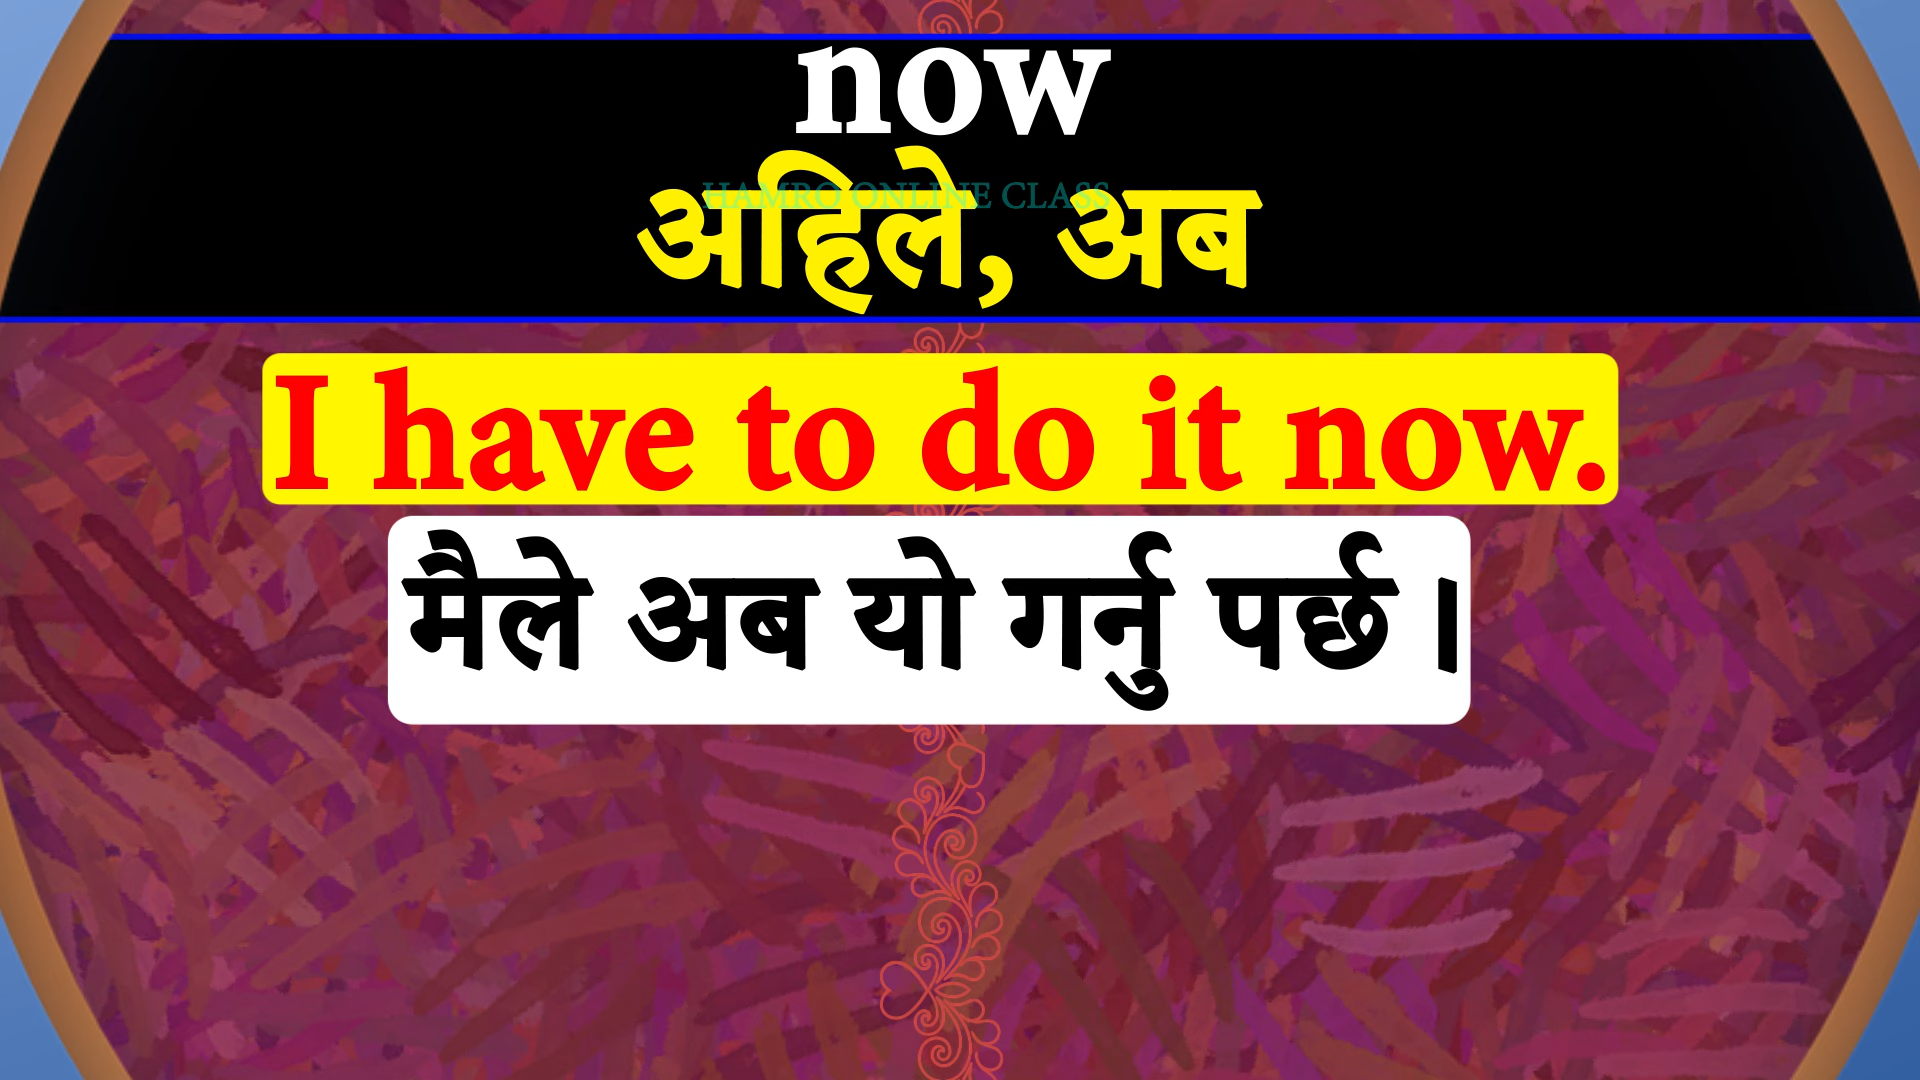 now
HAMRO ONLINE CLASS
अहिले, अब
I have to do it now.
मैले अब यो गर्नु पर्छ ।